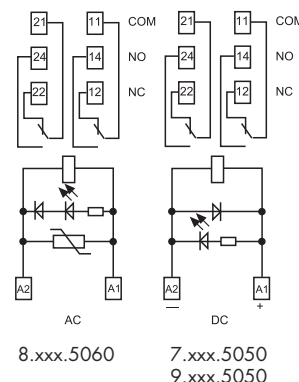 21 11 COM 21 11 COM
24 14 NO 24 14 NO
22 12 NC 22 12 NC
A2 A1 A2 A1
— +
AC DC
8.xxx.5060 7.xxx.5050
9.xxx.5050